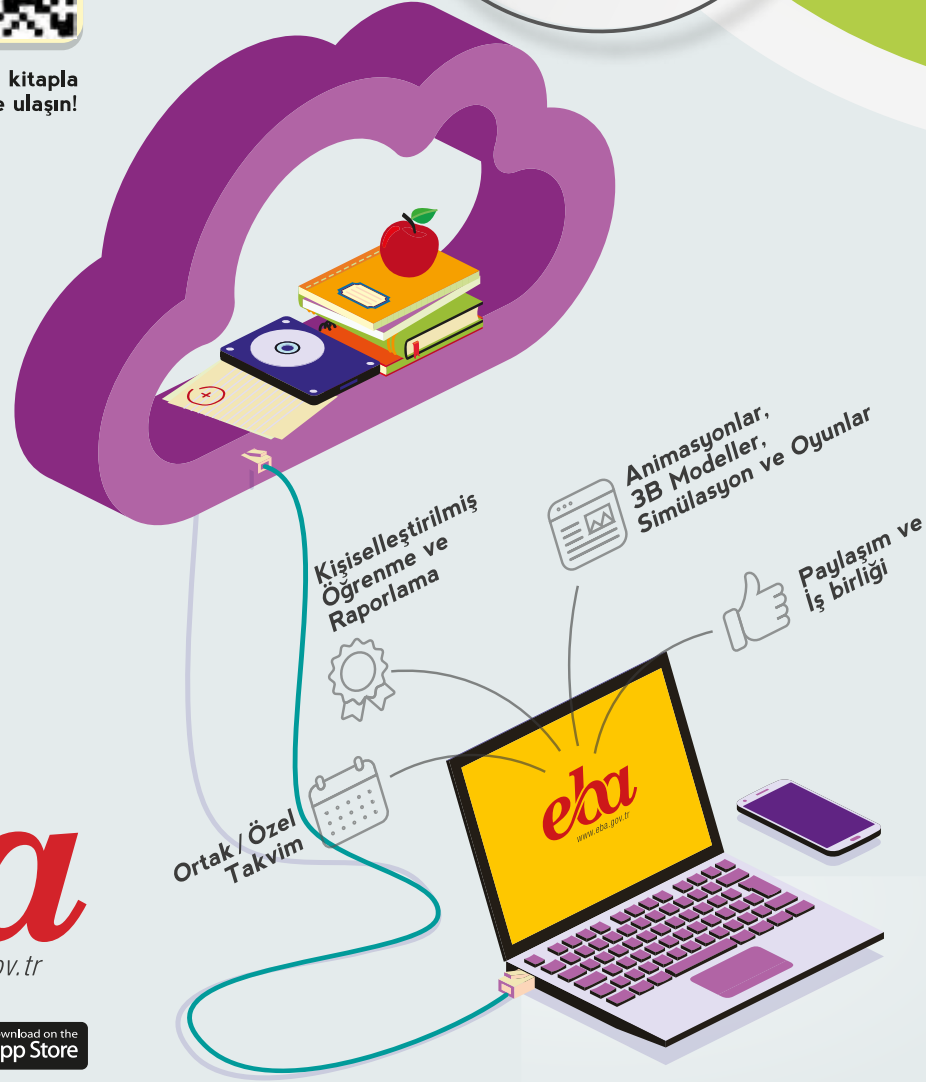 kitapla
ulaşın!
Animasyonlar,
3B Modeller,
Simülasyon ve Oyunlar
Kişiselleştirilmiş
Öğrenme ve
Raporlama
Paylaşım ve
İş birliği
Ortak / Özel
Takvim
eba
www.eba.gov.tr
a
ov.tr
wnload on the
pp Store